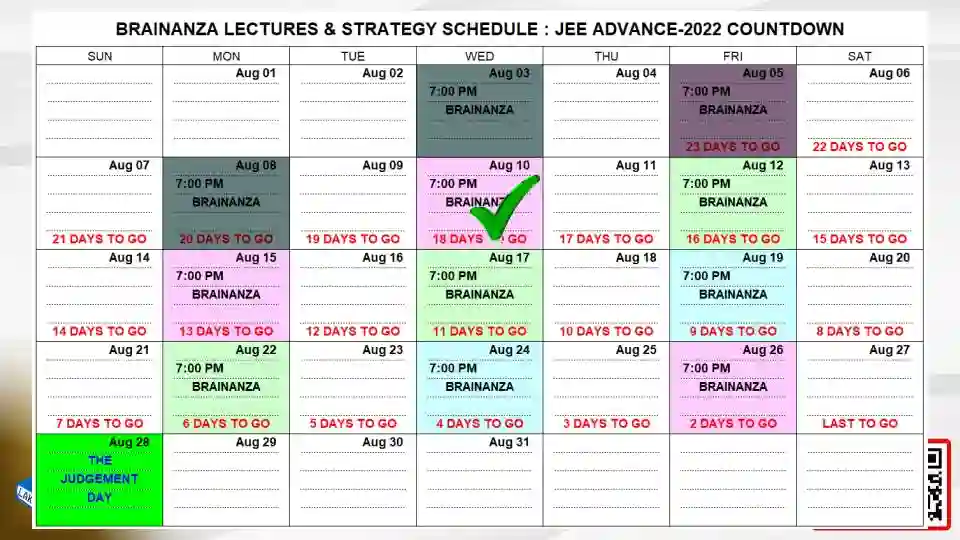 BRAINANZA LECTURES & STRATEGY SCHEDULE : JEE ADVANCE-2022 COUNTDOWN
SUN MON TUE WED THU FRI SAT
Aug 01 Aug 02 Aug 03 Aug 04 Aug 05 Aug 06
7:00 PM 7:00 PM
BRAINANZA BRAINANZA
23 DAYS TO GO 22 DAYS TO GO
Aug 07 Aug 08 Aug 09 Aug 10 Aug 11 Aug 12 Aug 13
7:00 PM 7:00 PM 7:00 PM
BRAINANZA BRAINANZ BRAINANZA
21 DAYS TO GO 20 DAYS TO GO 19 DAYS TO GO 18 DAYS GO 17 DAYS TO GO 16 DAYS TO GO 15 DAYS TO GO
Aug 14 Aug 15 Aug 16 Aug 17 Aug 18 Aug 19 Aug 20
7:00 PM 7:00 PM 7:00 PM
BRAINANZA BRAINANZA BRAINANZA
14 DAYS TO GO 13 DAYS TO GO 12 DAYS TO GO 11 DAYS TO GO 10 DAYS TO GO 9 DAYS TO GO 8 DAYS TO GO
Aug 21 Aug 22 Aug 23 Aug 24 Aug 25 Aug 26 Aug 27
7:00 PM 7:00 PM 7:00 PM
BRAINANZA BRAINANZA BRAINANZA
7 DAYS TO GO 6 DAYS TO GO 5 DAYS TO GO 4 DAYS TO GO 3 DAYS TO GO 2 DAYS TO GO LAST TO GO
Aug 28 Aug 29 Aug 30 Aug 31
THE
JUDGEMENT
DAY
LAK